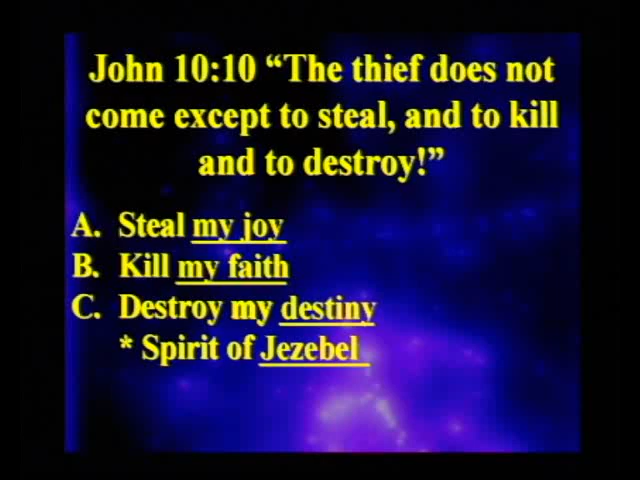 John 10:10 “The thief does not
come except to steal, and to kill
and to destroy!”
A. Steal my joy
B. Kill my faith
C. Destroy my destiny
* Spirit of Jezebel